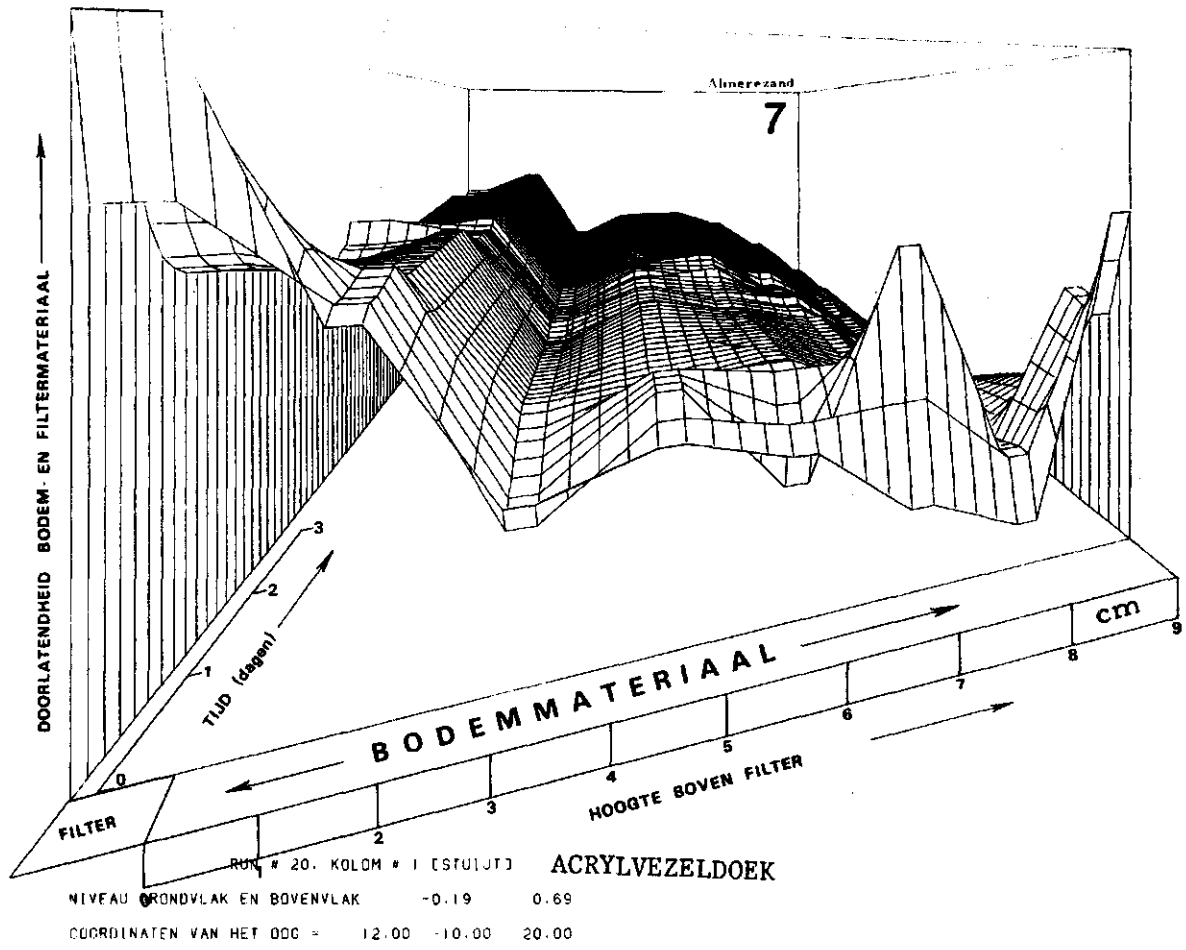 Almerezand
7
DOORLATENDHEID BODEM- EN FILTERMATERIAAL
3
2
1
0
TIJD (dagen)
BODEMMATERIAAL
cm
FILTER
0
1
2
3
4
5
6
7
8
9
HOOGTE BOVEN FILTER
RUN # 20. KOLOM # 1 [STUIJT] ACRYLVEZELDOEK
NIVEAU GRONDVLAK EN BOVENVLAK -0.19 0.69
COORDINATEN VAN HET OOG = 12.00 -10.00 20.00